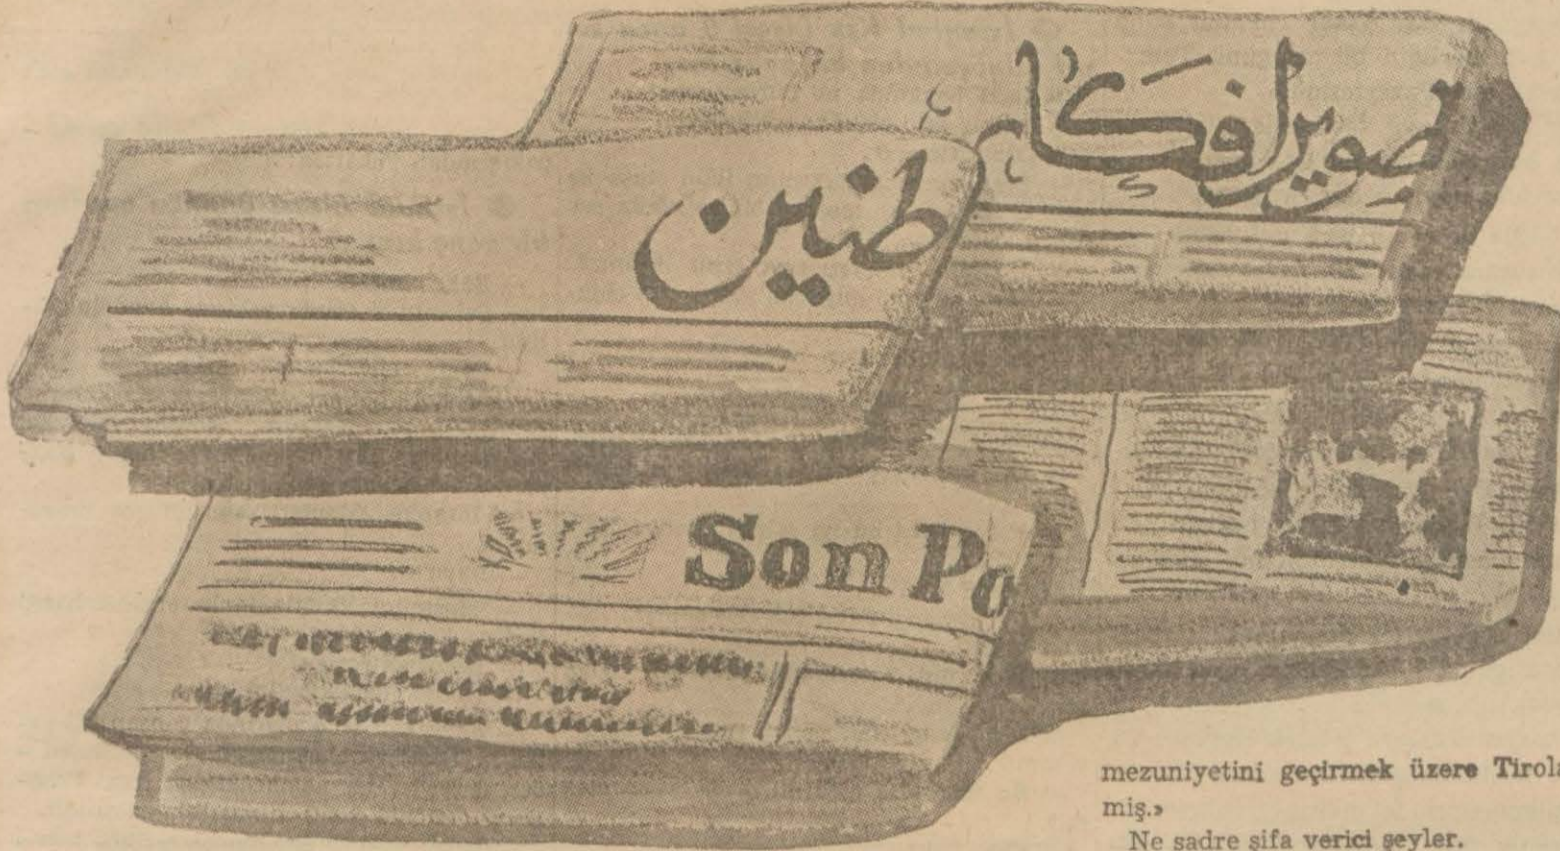 تصوير افكار
طنين
Son Po
mezuniyetini geçirmek üzere Tirola
miş.»
Ne sadre şifa verici şeyler.